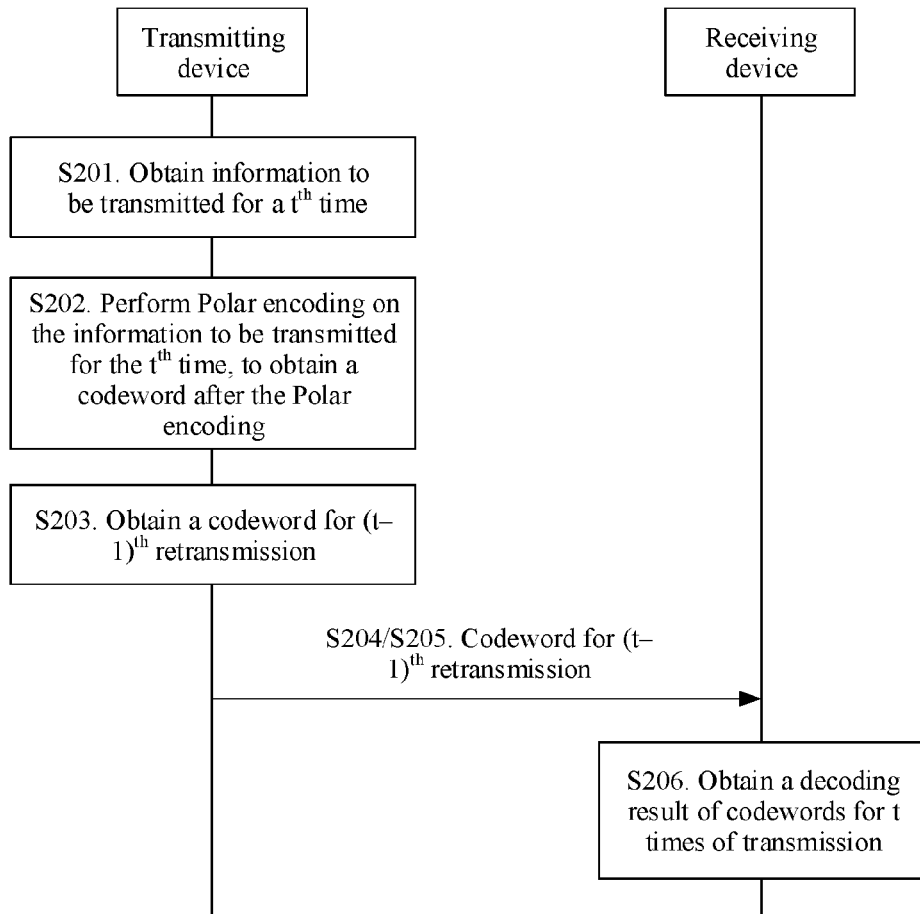 Transmitting
device
Receiving
device
S201. Obtain information to
be transmitted for a tth time
S202. Perform Polar encoding on
the information to be transmitted
for the tth time, to obtain a
codeword after the Polar
encoding
S203. Obtain a codeword for (t–
1)th retransmission
S204/S205. Codeword for (t–
1)th retransmission
S206. Obtain a decoding
result of codewords for t
times of transmission